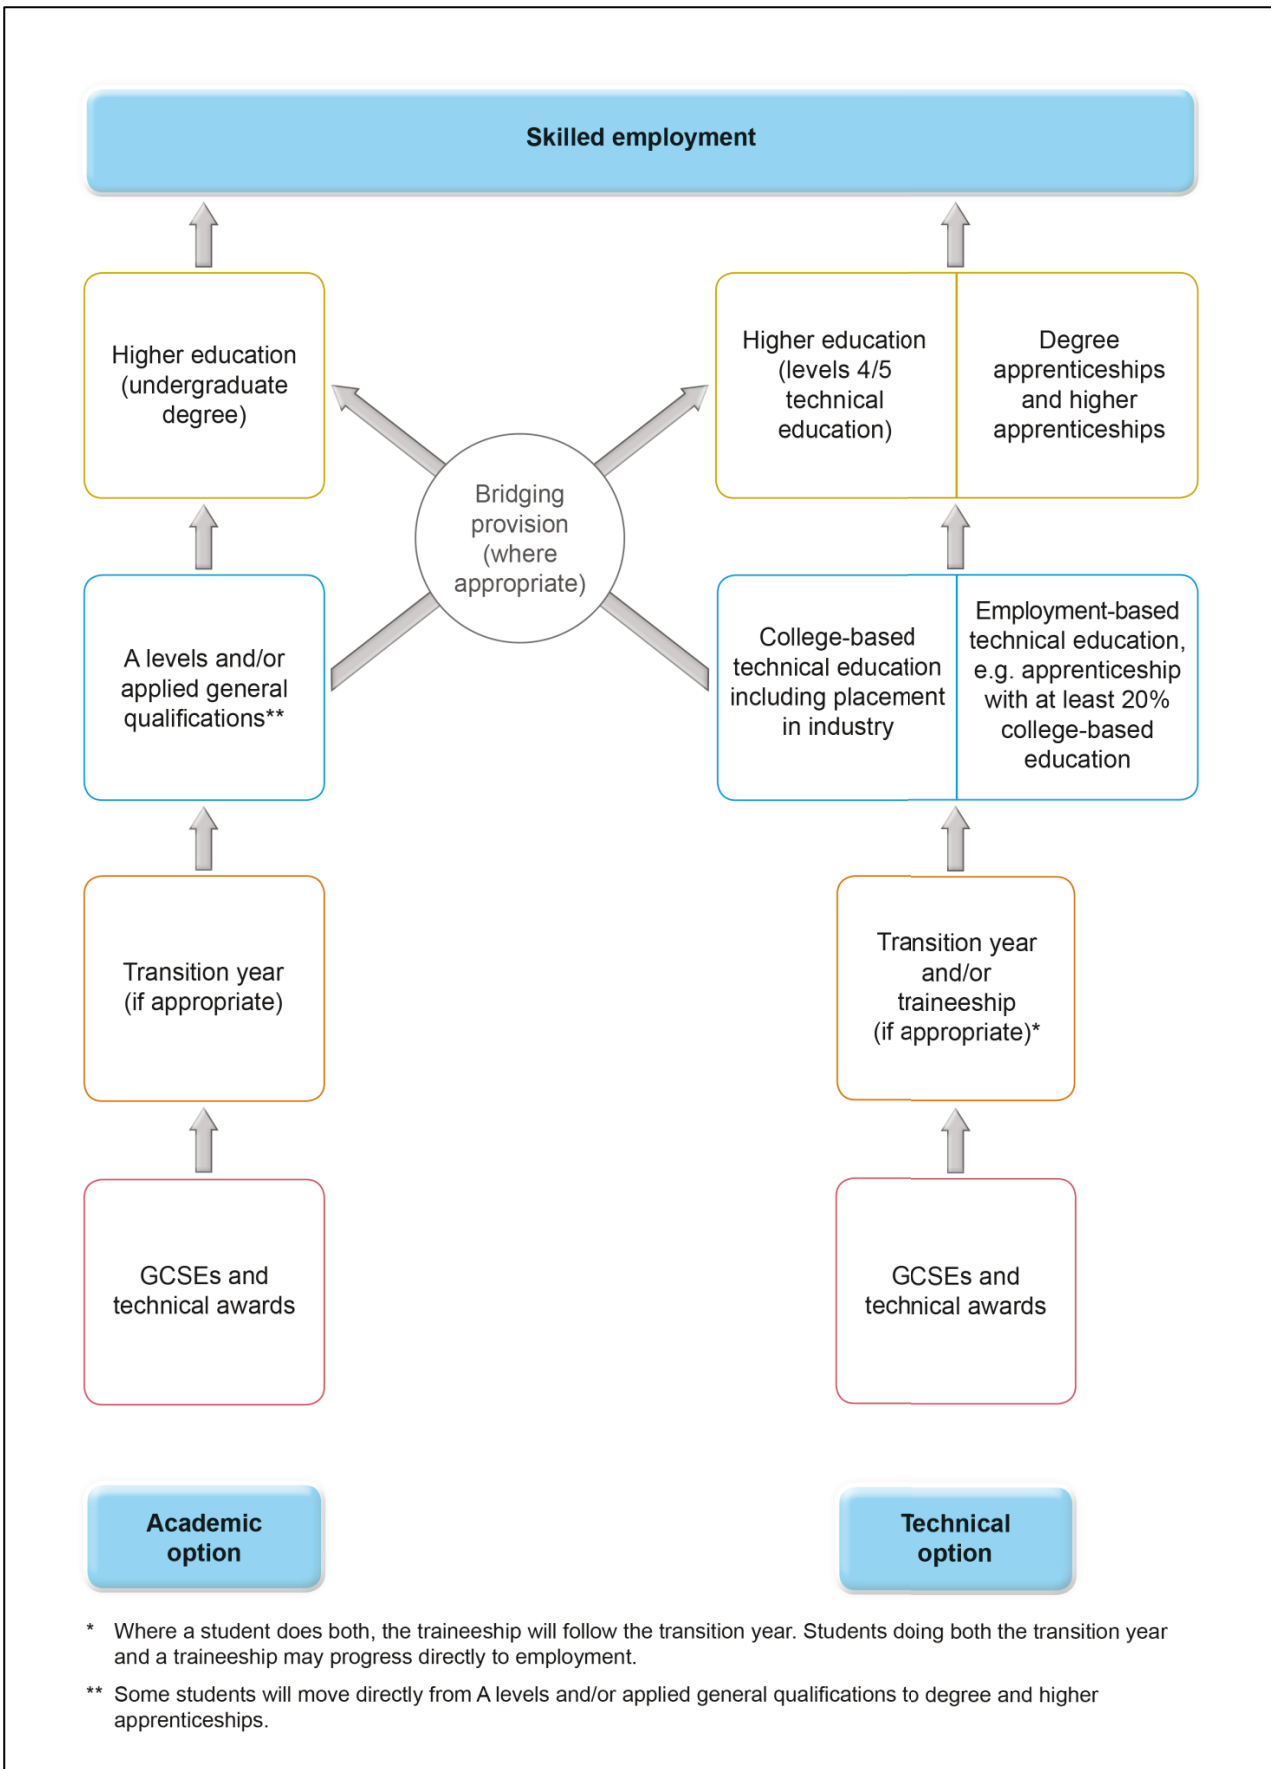 Skilled employment
Higher education
(undergraduate
degree)
Higher education
(levels 4/5
technical
education)
Degree
apprenticeships
and higher
apprenticeships
Bridging
provision
(where
appropriate)
A levels and/or
applied general
qualifications**
College-based
technical education
including placement
in industry
Employment-based
technical education,
e.g. apprenticeship
with at least 20%
college-based
education
Transition year
(if appropriate)
Transition year
and/or
traineeship
(if appropriate)*
GCSEs and
technical awards
GCSEs and
technical awards
Academic
option
Technical
option
* Where a student does both, the traineeship will follow the transition year. Students doing both the transition year
and a traineeship may progress directly to employment.
** Some students will move directly from A levels and/or applied general qualifications to degree and higher
apprenticeships.